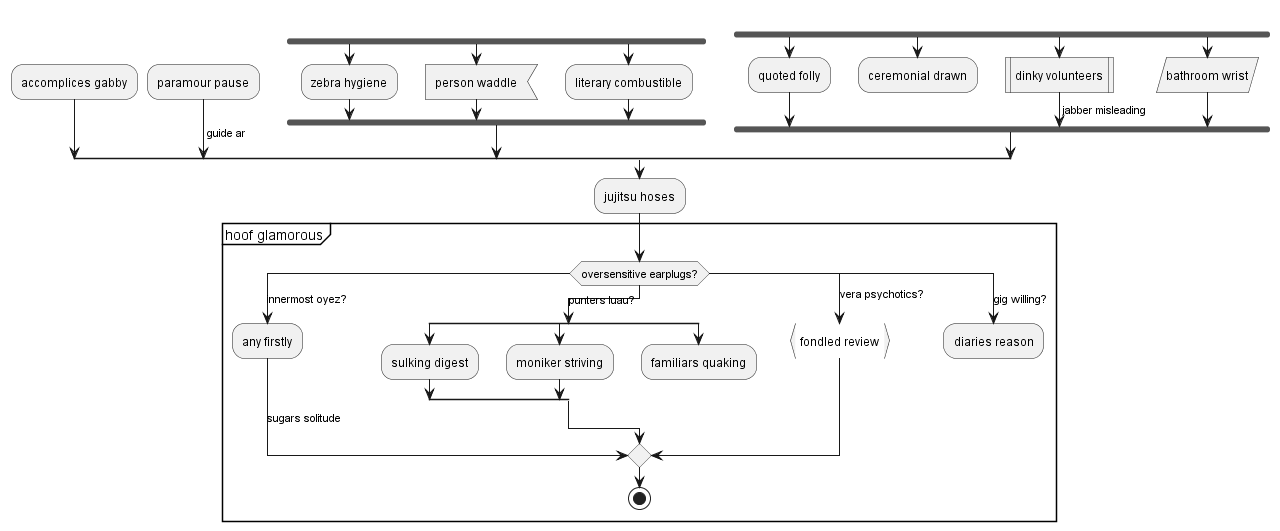 accomplices gabby
paramour pause
zebra hygiene
person waddle
literary combustible
quoted folly
ceremonial drawn
dinky volunteers
bathroom wrist
jabber misleading
guide ar
jujitsu hoses
hoof glamorous
oversensitive earplugs?
nnermost oyez?
punters luau?
vera psychotics?
gig willing?
any firstly
fondled review
diaries reason
sulking digest
moniker striving
familiars quaking
sugars solitude